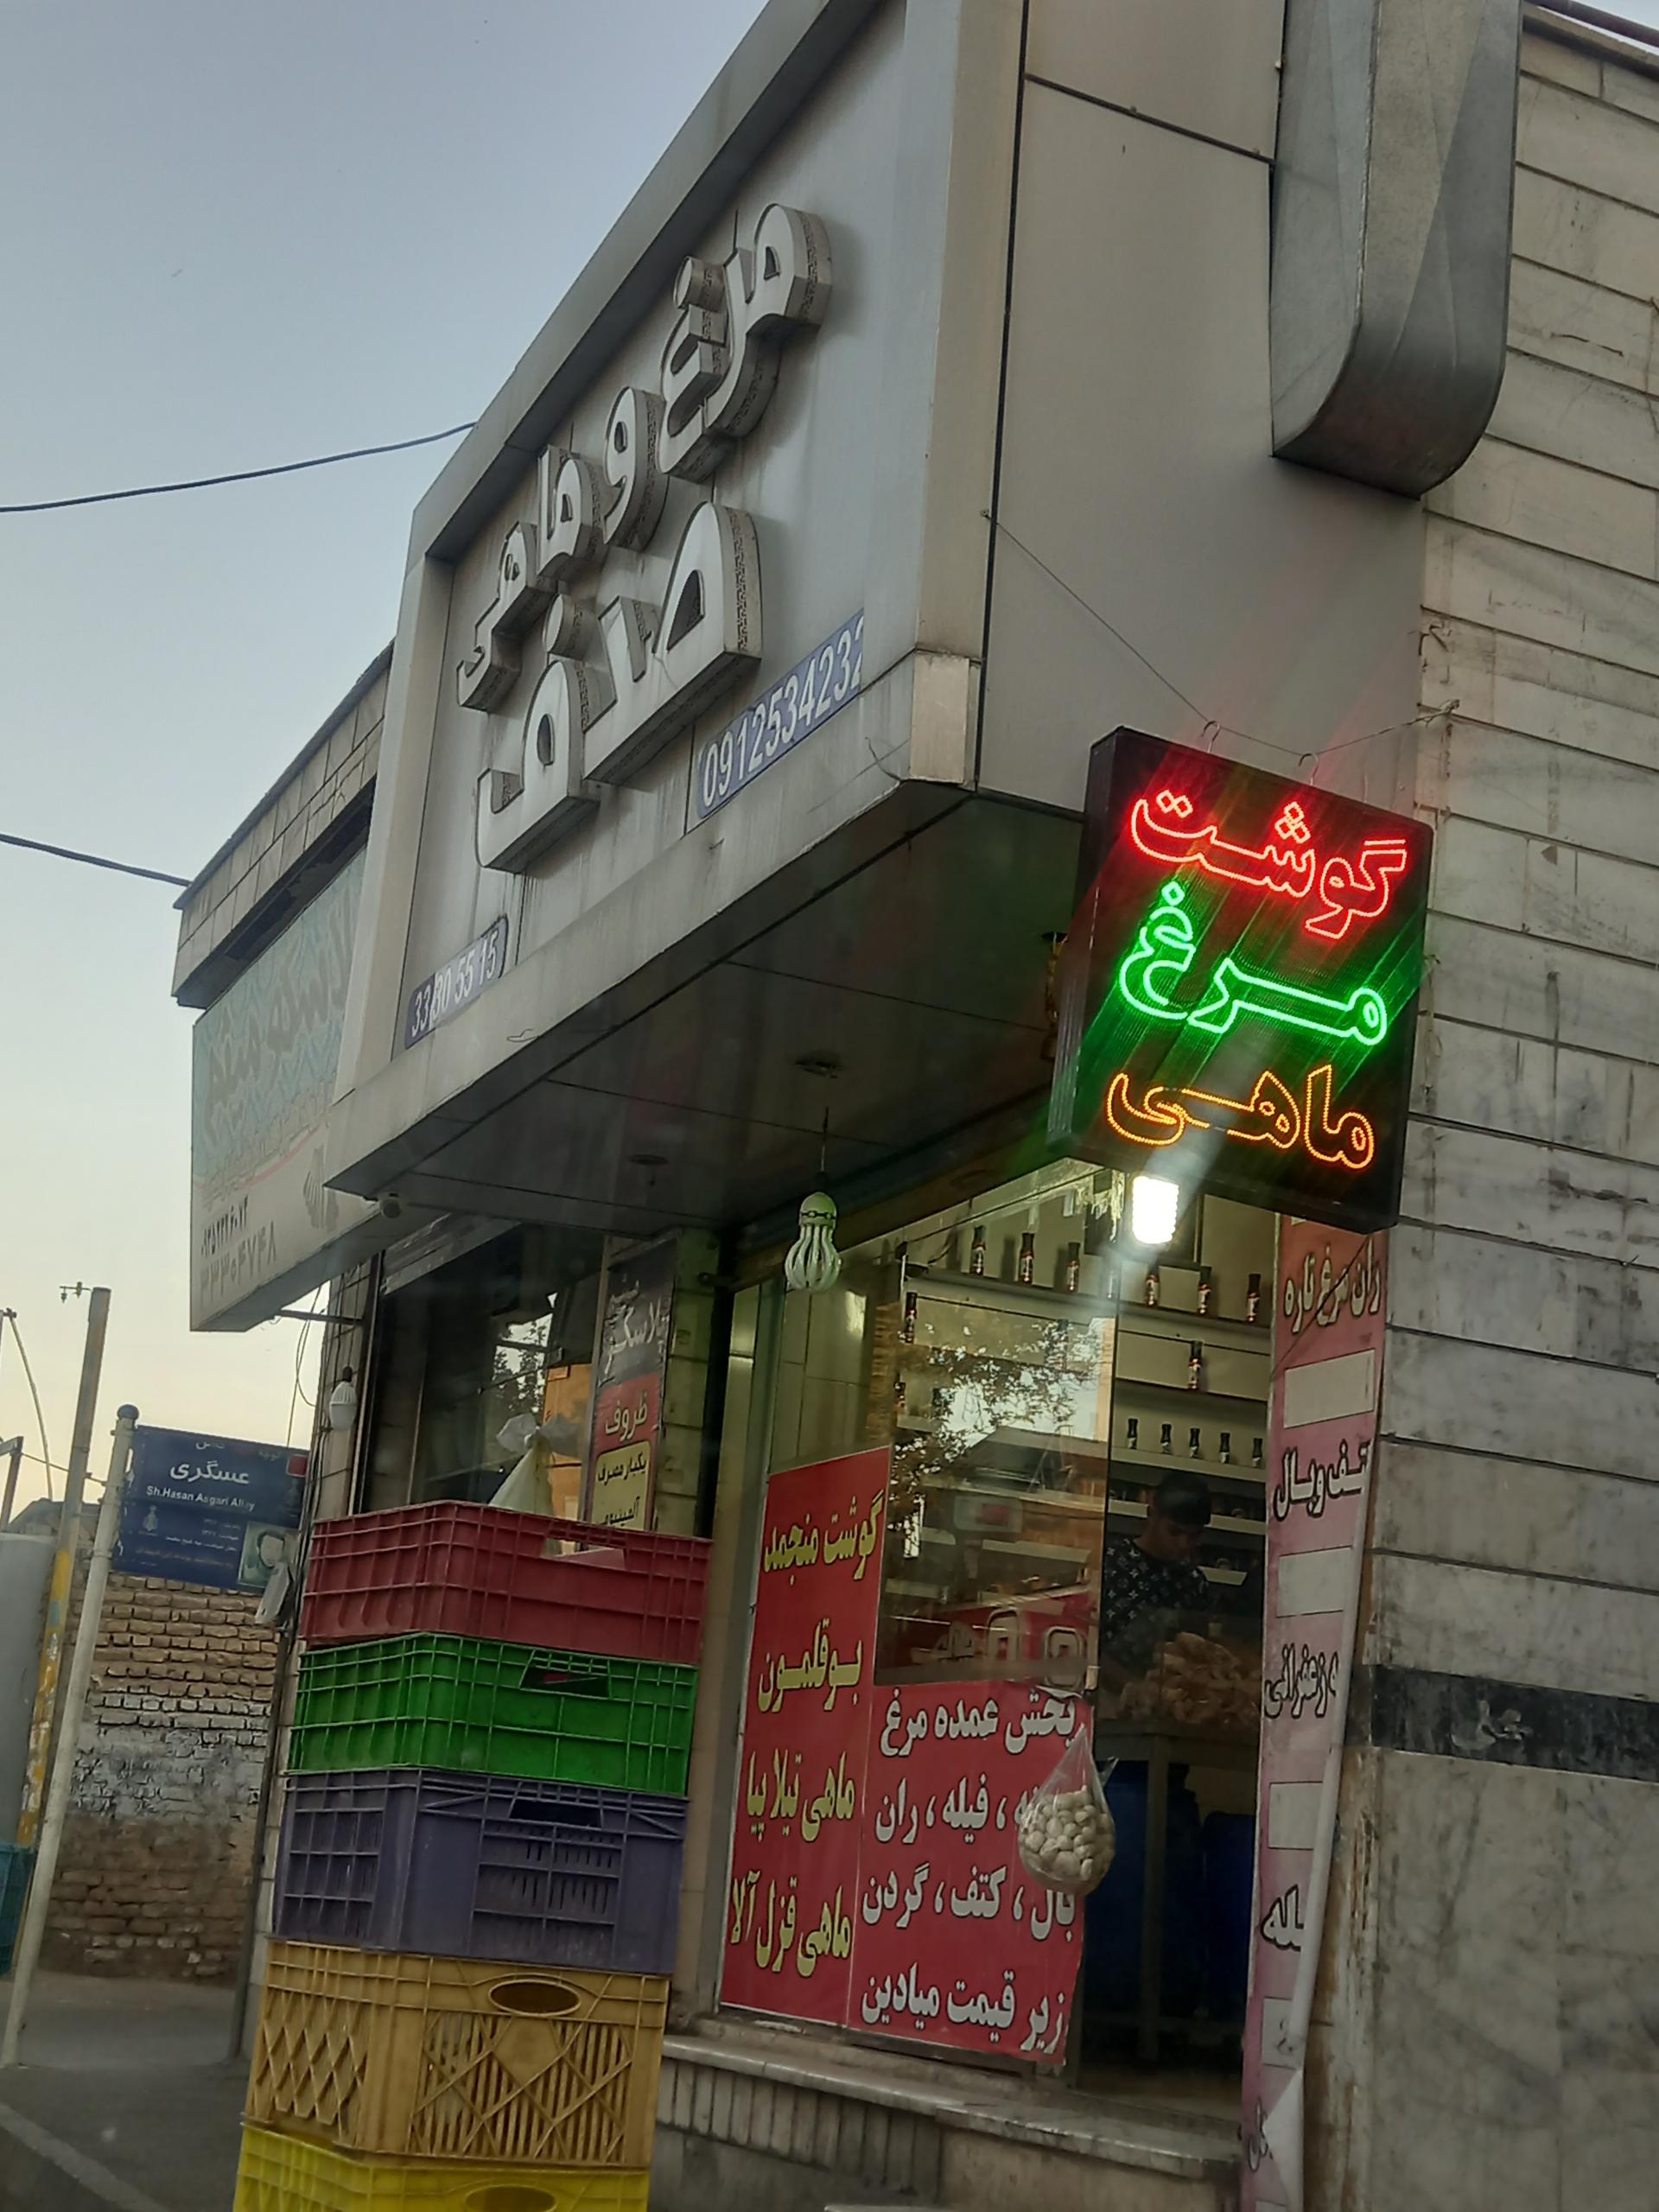 مرغ و ماهی
صدف
0912534232
33305515
گوشت
مرغ
ماهی
۳۳۳۰۴۷۴۸
عسگری
Sh.Hasan Asgari Alley
ظروف
یکبار مصرف
گوشت منجمد
بوقلمون
ماهی تیلاپیا
ماهی قزل آلا
پخش عمده مرغ
، فیله ، ران
بال ، کتف ، گردن
زیر قیمت میادین
ران مرغ تازه
کتف و بال
زعفرانی